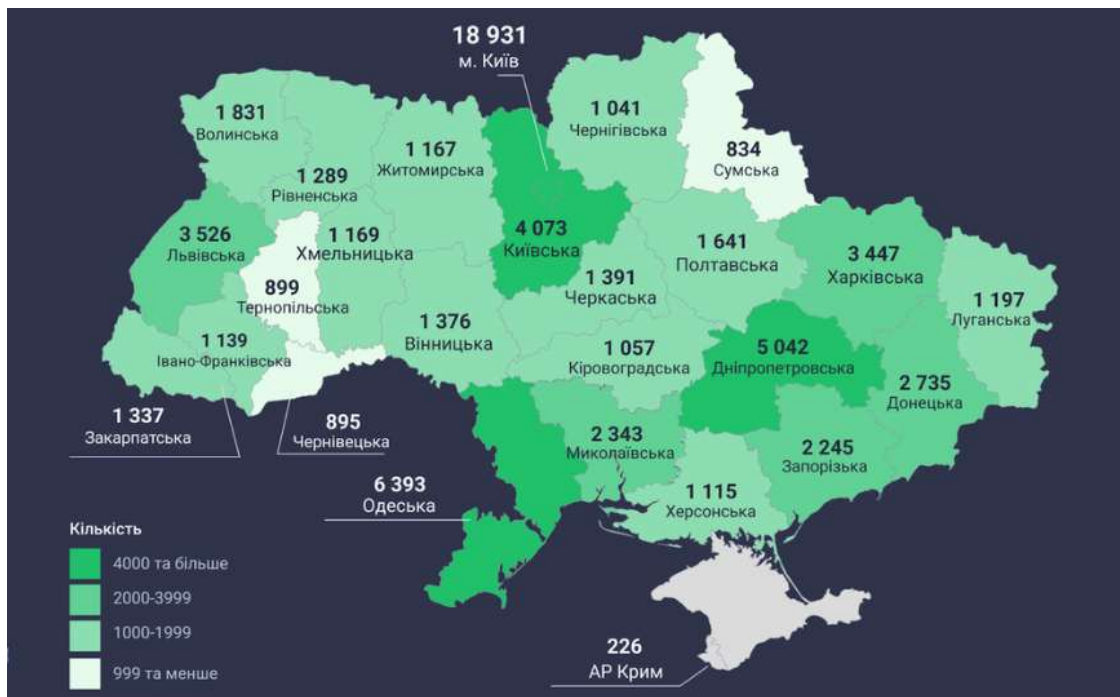 18 931
м. Київ
1 831
Волинська
1 289
Рівненська
1 167
Житомирська
1 041
Чернігівська
834
Сумська
3 526
Львівська
899
Тернопільська
1 169
Хмельницька
4 073
Київська
1 641
Полтавська
3 447
Харківська
1 197
Луганська
1 139
Івано-Франківська
1 376
Вінницька
1 391
Черкаська
1 057
Кіровоградська
5 042
Дніпропетровська
2 735
Донецька
1 337
Закарпатська
895
Чернівецька
2 343
Миколаївська
2 245
Запорізька
6 393
Одеська
1 115
Херсонська
226
АР Крим
Кількість
4000 та більше
2000-3999
1000-1999
999 та менше